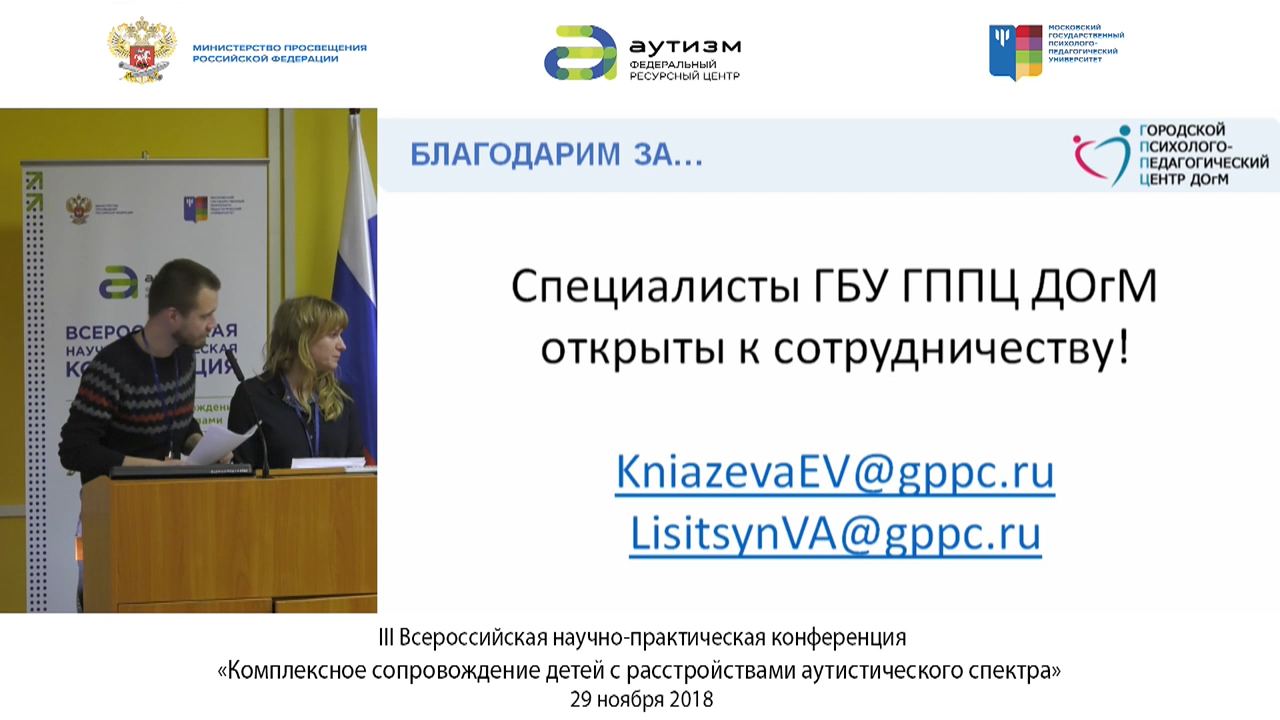 МИНИСТЕРСТВО ПРОСВЕЩЕНИЯ
РОССИЙСКОЙ ФЕДЕРАЦИИ
аутизм
ФЕДЕРАЛЬНЫЙ
РЕСУРСНЫЙ ЦЕНТР
МОСКОВСКИЙ
ГОСУДАРСТВЕННЫЙ
ПСИХОЛОГО-
ПЕДАГОГИЧЕСКИЙ
УНИВЕРСИТЕТ
БЛАГОДАРИМ ЗА...
ГОРОДСКОЙ
ПСИХОЛОГО-
ПЕДАГОГИЧЕСКИЙ
ЦЕНТР ДОгМ
Специалисты ГБУ ГППЦ ДОгМ
открыты к сотрудничеству!
KniazevaEV@gppc.ru
LisitsynVA@gppc.ru
III Всероссийская научно-практическая конференция
«Комплексное сопровождение детей с расстройствами аутистического спектра»
29 ноября 2018